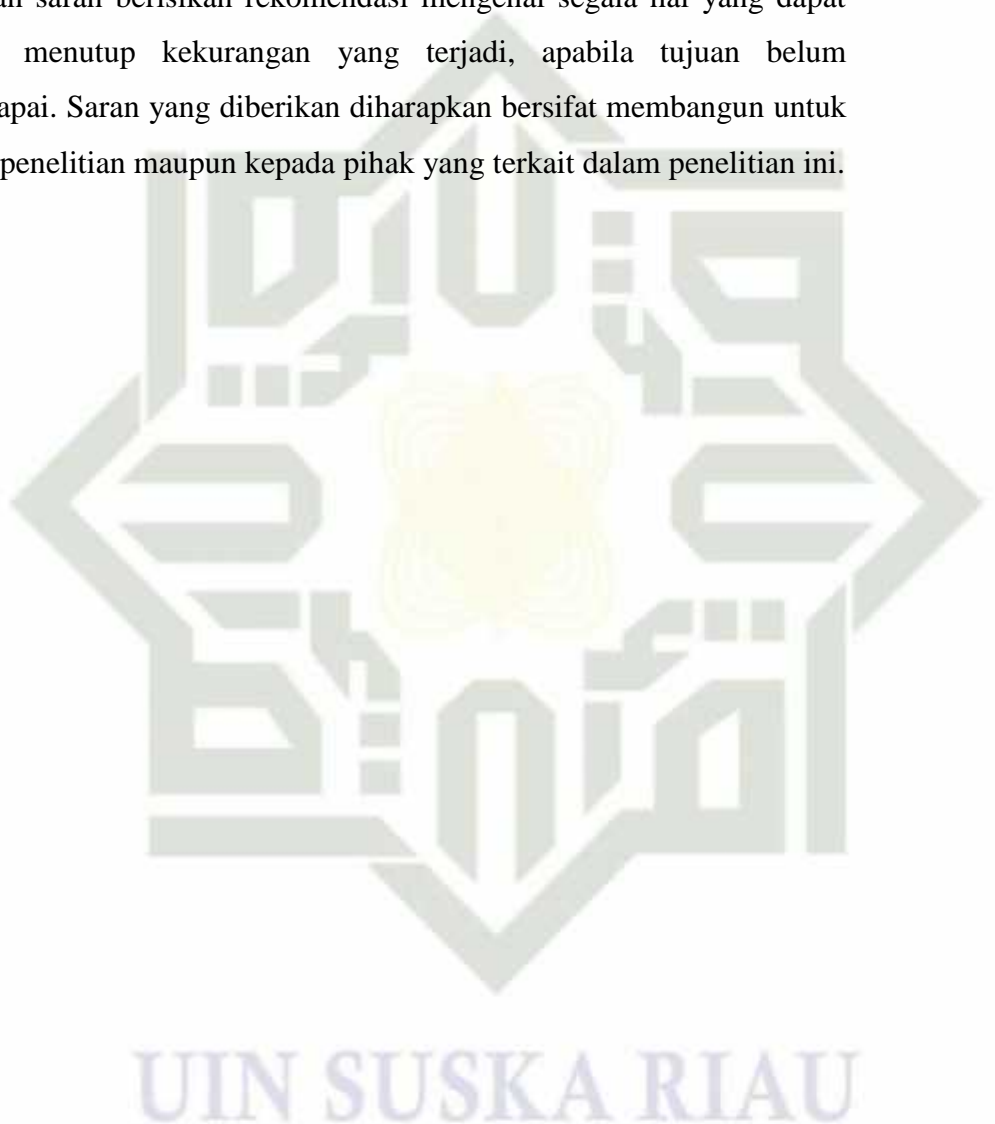 saran berisikan rekomendasi mengenai segala hal yang dapat
menutup kekurangan yang terjadi, apabila tujuan belum
Saran yang diberikan diharapkan bersifat membangun untuk
penelitian maupun kepada pihak yang terkait dalam penelitian ini.
UIN SUSKA RIAU